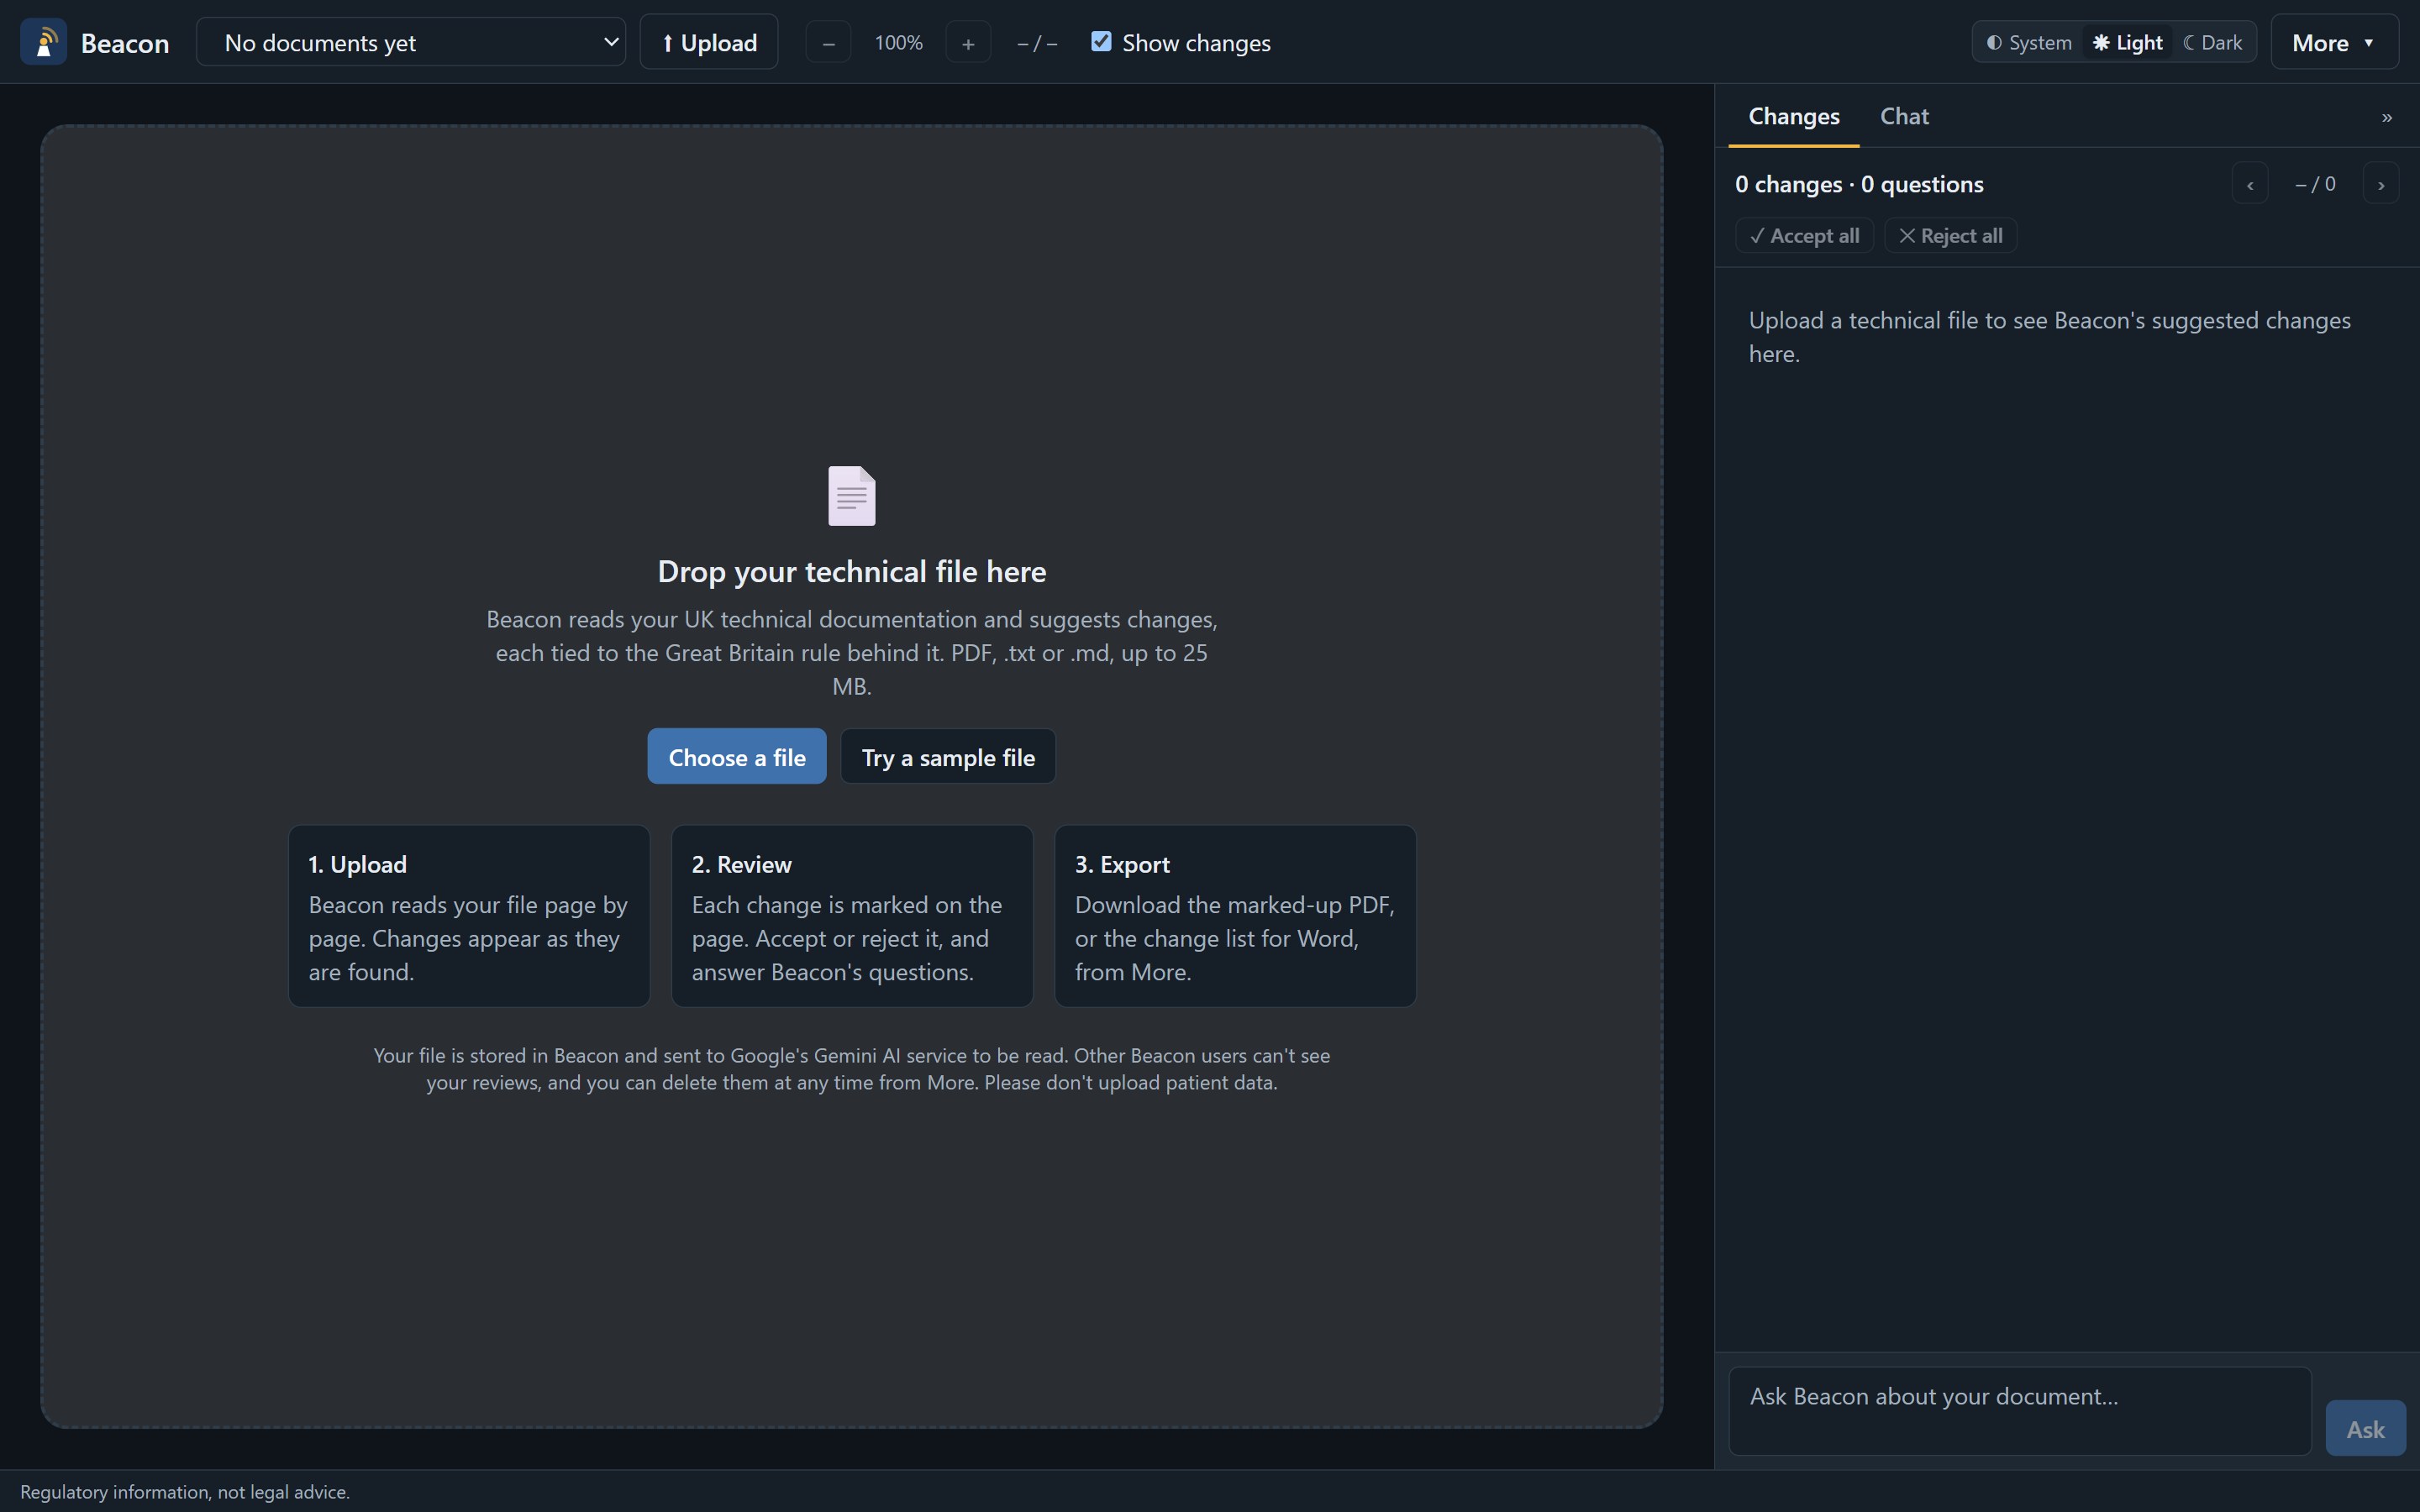 Beacon
No documents yet
↑ Upload
−
100%
+
– / –
Show changes
System
Light
Dark
More ▾
Changes
Chat
»
0 changes · 0 questions
‹
– / 0
›
✓ Accept all
✕ Reject all
Upload a technical file to see Beacon's suggested changes
here.
Drop your technical file here
Beacon reads your UK technical documentation and suggests changes,
each tied to the Great Britain rule behind it. PDF, .txt or .md, up to 25
MB.
Choose a file
Try a sample file
1. Upload
Beacon reads your file page by
page. Changes appear as they
are found.
2. Review
Each change is marked on the
page. Accept or reject it, and
answer Beacon's questions.
3. Export
Download the marked-up PDF,
or the change list for Word,
from More.
Your file is stored in Beacon and sent to Google's Gemini AI service to be read. Other Beacon users can't see
your reviews, and you can delete them at any time from More. Please don't upload patient data.
Ask Beacon about your document...
Ask
Regulatory information, not legal advice.